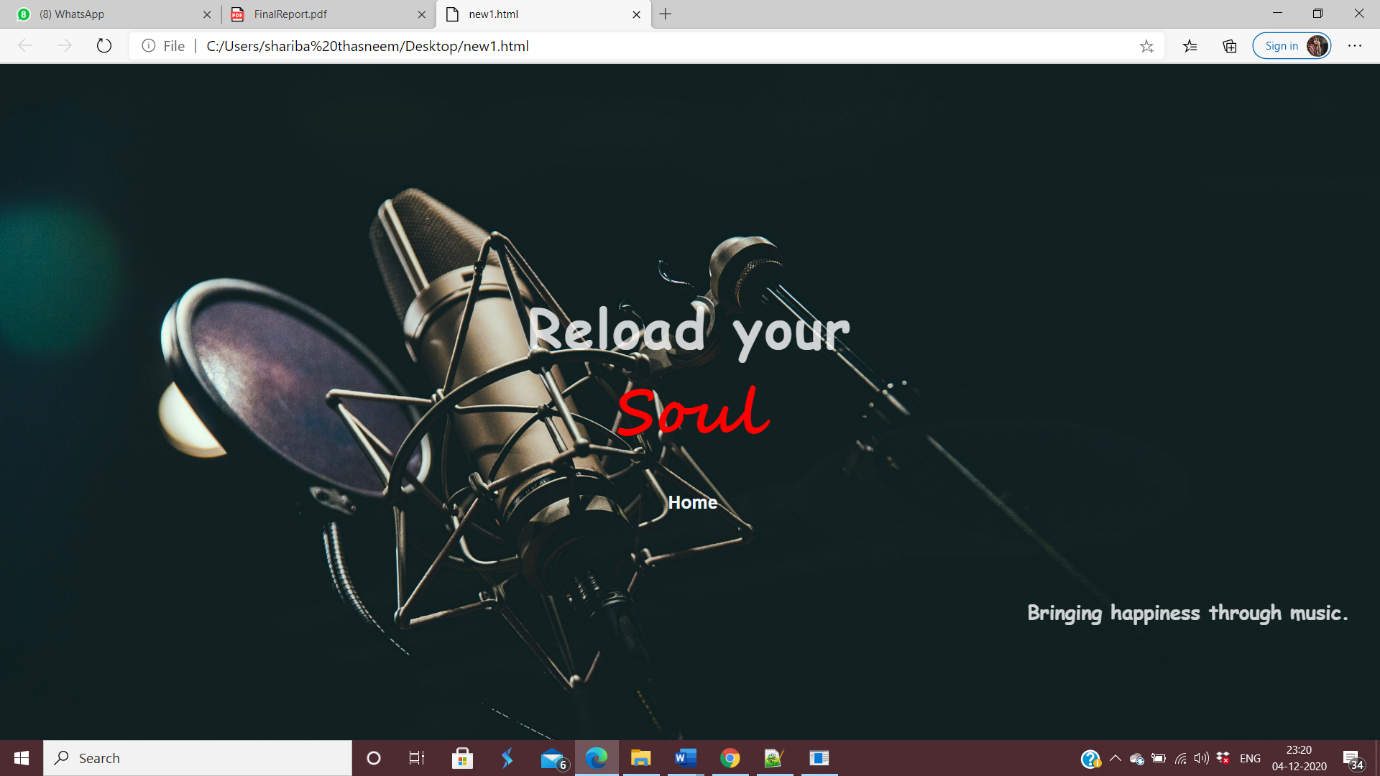 (8) WhatsApp
FinalReport.pdf
new1.html
File
C:/Users/shariba%20thasneem/Desktop/new1.html
Sign in
Reload your
Soul
Home
Bringing happiness through music.
Search
6
ENG
23:20
04-12-2020
34